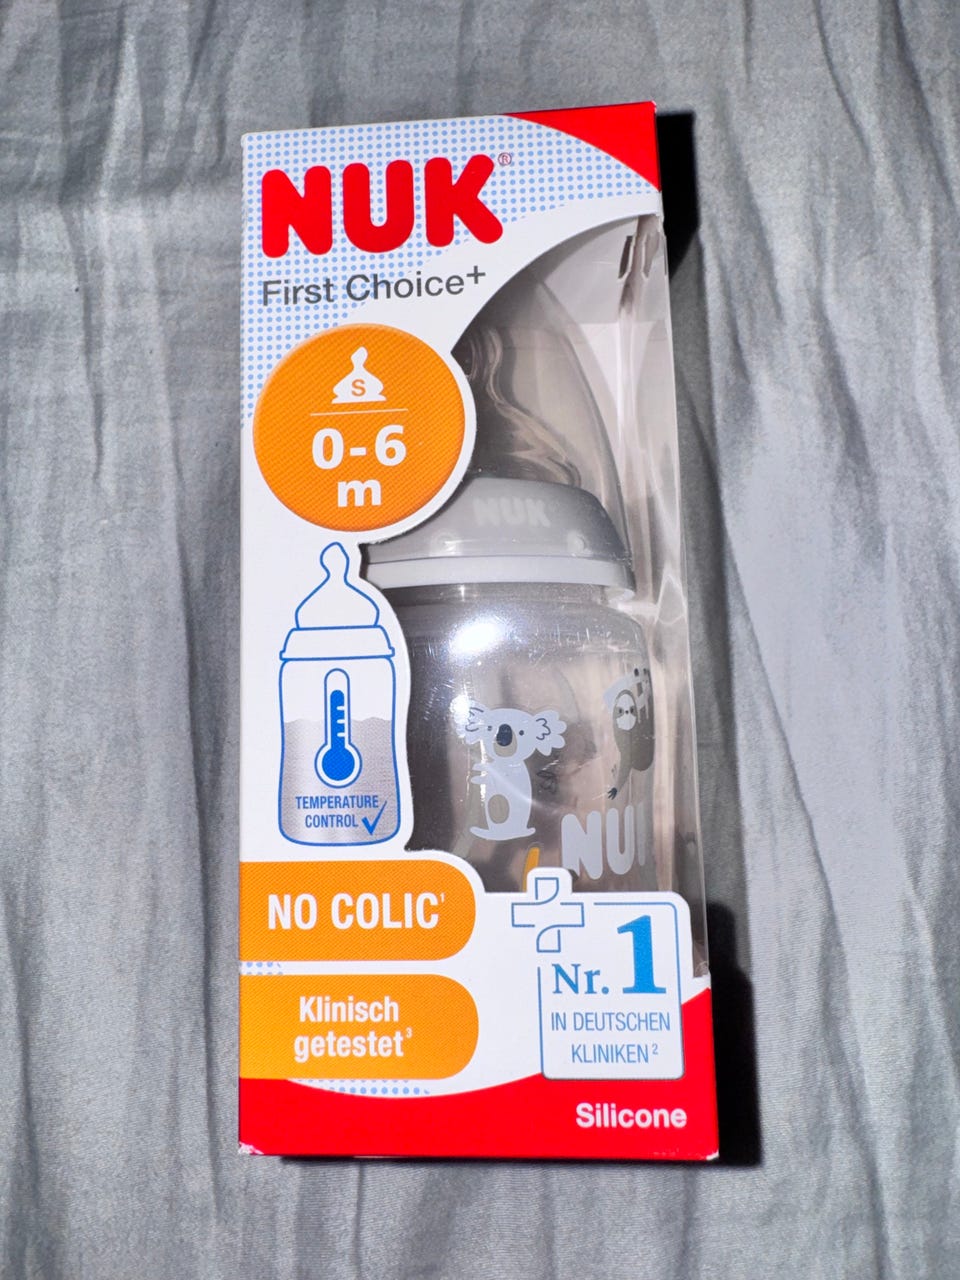 NUK®
First Choice+
S
0-6
m
NUK
TEMPERATURE
CONTROL
NUK
NO COLIC¹
Nr. 1
IN DEUTSCHEN
KLINIKEN²
Klinisch
getestet³
Silicone